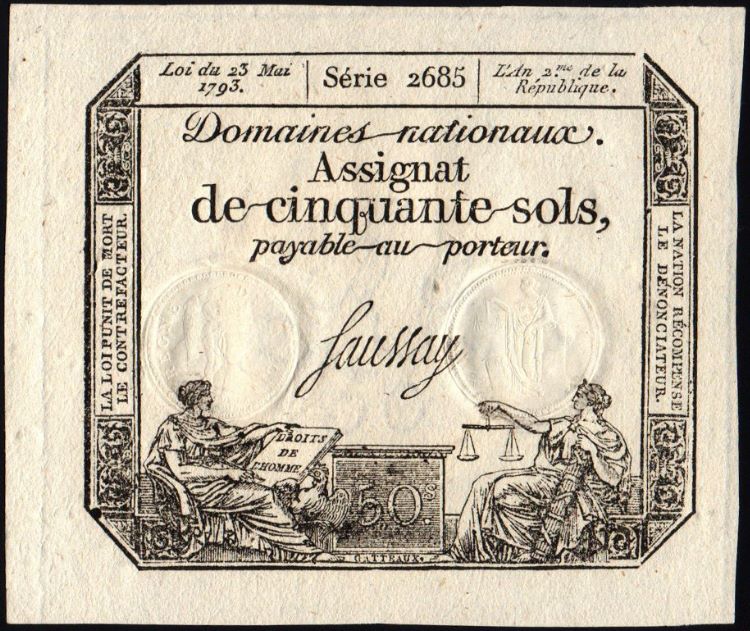 Loi du 23 Mai
1793.
Série 2685
L'An 2.me de la
République.
Domaines nationaux.
Assignat
de cinquante sols,
payable au porteur.
LA LOI PUNIT DE MORT
LE CONTREFACTEUR.
LA NATION RÉCOMPENSE
LE DÉNONCIATEUR.
Saussay
DROITS
DE
L'HOMME
50.s
GATTEAUX.